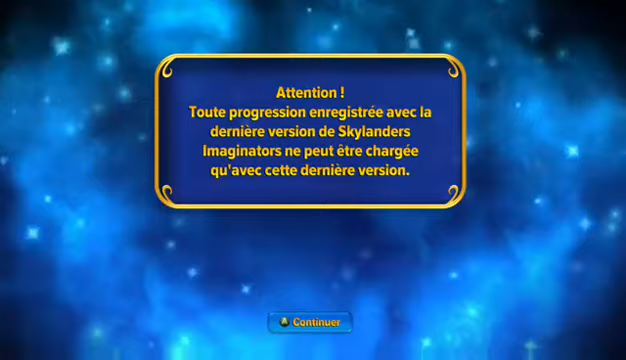 Attention !
Toute progression enregistrée avec la
dernière version de Skylanders
Imaginators ne peut être chargée
qu'avec cette dernière version.
A Continuer